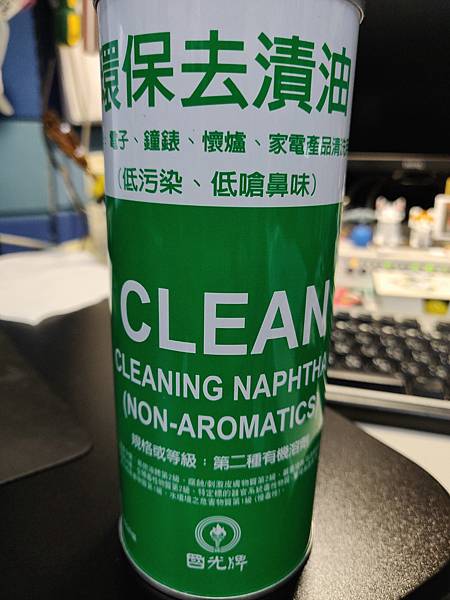 環保去漬油
電子、鐘錶、懷爐、家電產品清洗
(低污染、低嗆鼻味)
CLEAN
CLEANING NAPHTHA
(NON-AROMATICS)
規格或等級：第二種有機溶劑
國光牌